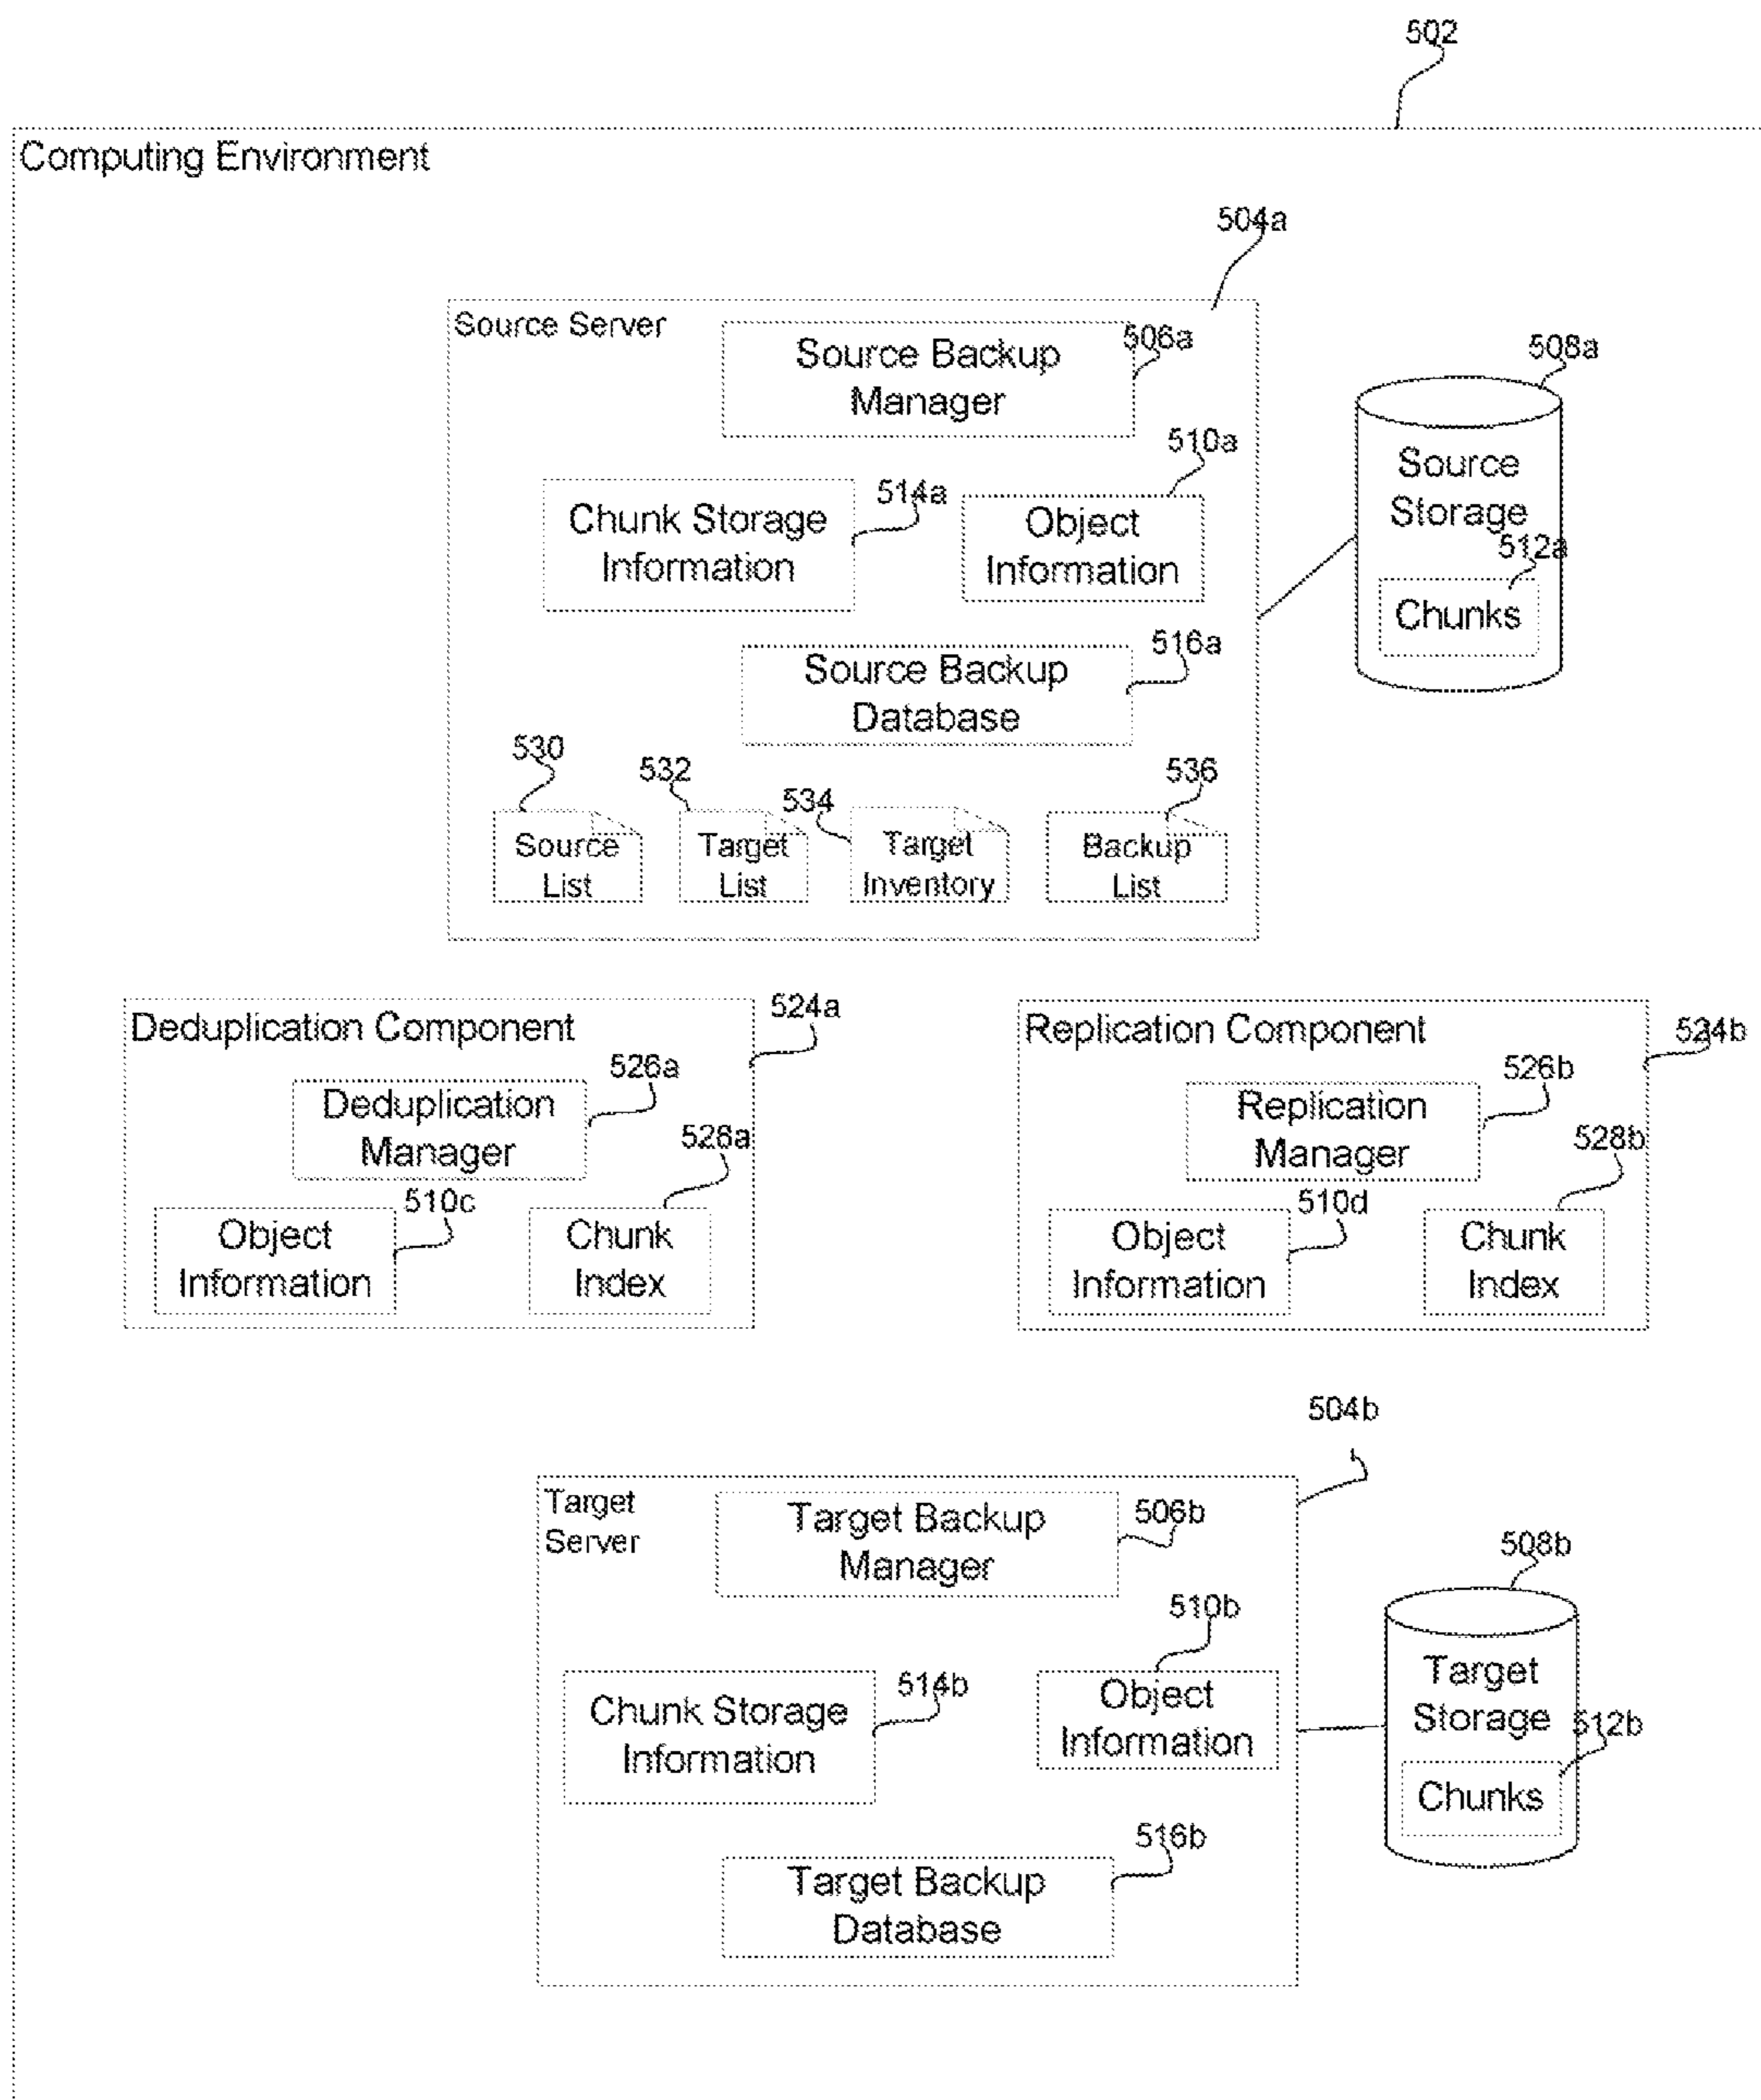 502
Computing Environment
504a
Source Server
Source Backup
Manager
506a
508a
Source
Storage
512a
Chunks
510a
514a
Chunk Storage
Information
Object
Information
516a
Source Backup
Database
530
532
534
536
Source
List
Target
List
Target
Inventory
Backup
List
Deduplication Component
524a
Deduplication
Manager
526a
526a
510c
Object
Information
Chunk
Index
Replication Component
524b
Replication
Manager
526b
528b
510d
Object
Information
Chunk
Index
504b
Target
Server
Target Backup
Manager
506b
508b
510b
Target
Storage
512b
Chunks
514b
Chunk Storage
Information
Object
Information
516b
Target Backup
Database